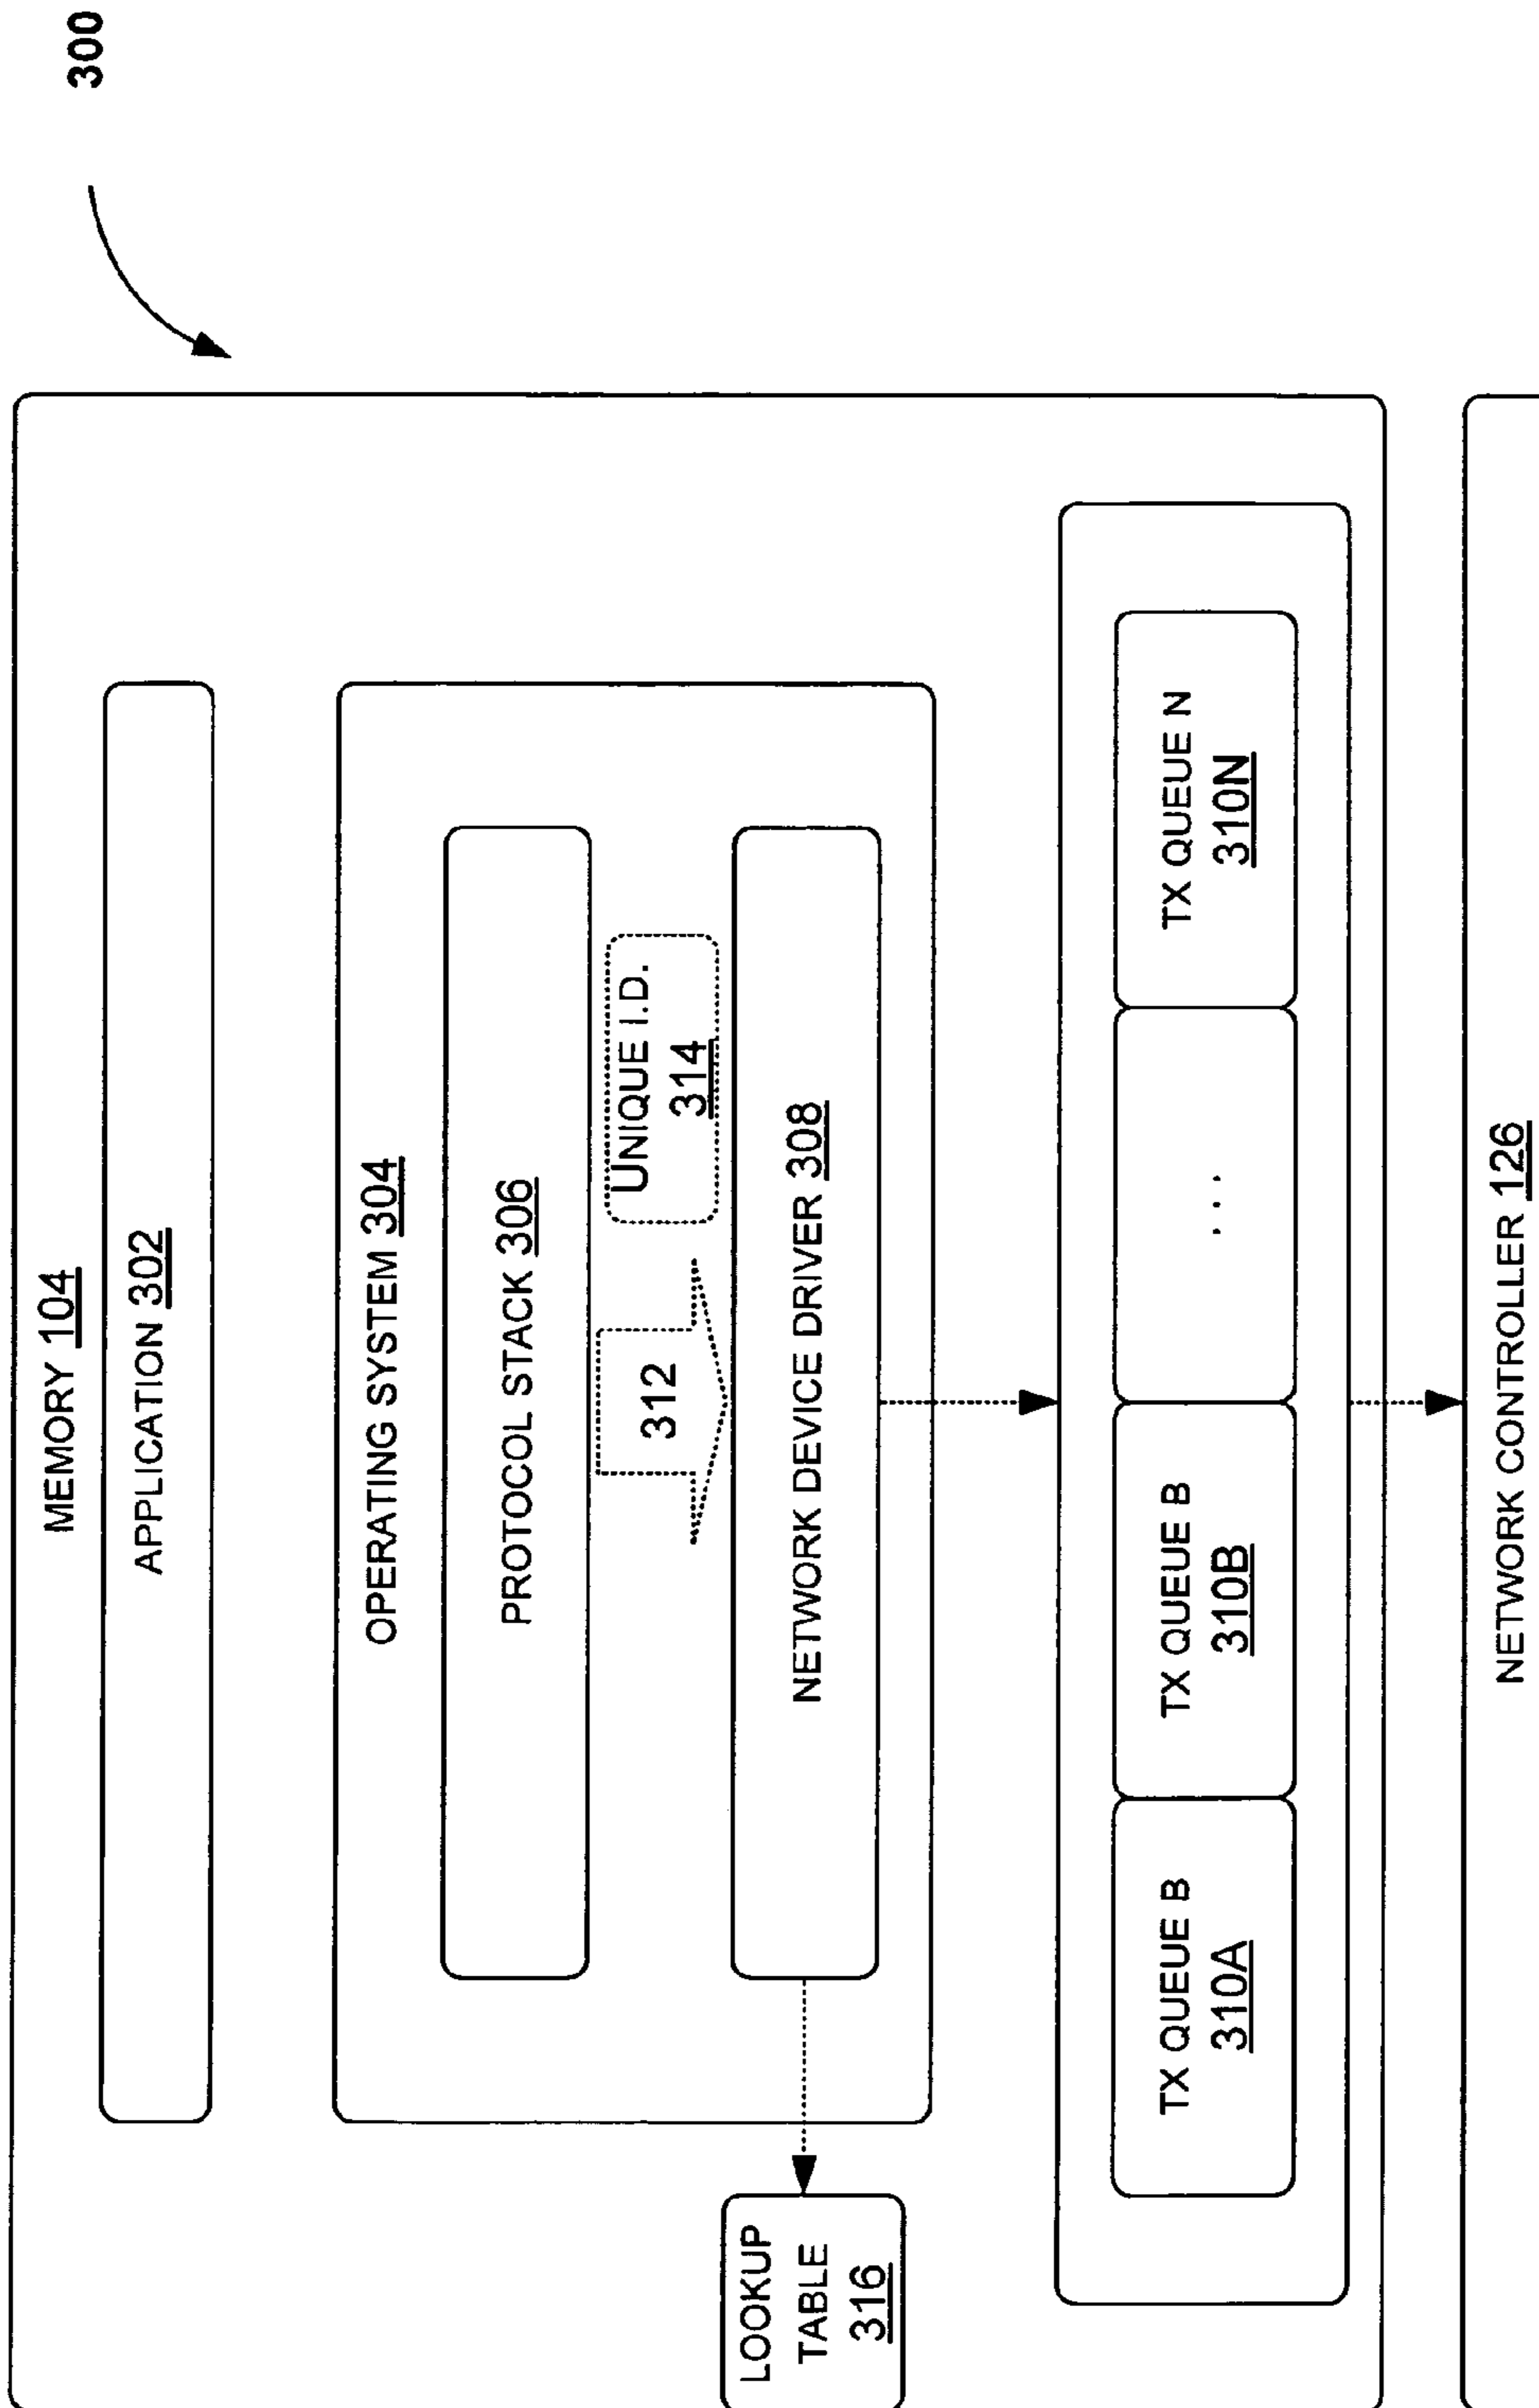 300
MEMORY 104
APPLICATION 302
OPERATING SYSTEM 304
PROTOCOL STACK 306
312
UNIQUE I.D.
314
NETWORK DEVICE DRIVER 308
LOOKUP
TABLE
316
TX QUEUE B
310A
TX QUEUE B
310B
. . .
TX QUEUE N
310N
NETWORK CONTROLLER 126